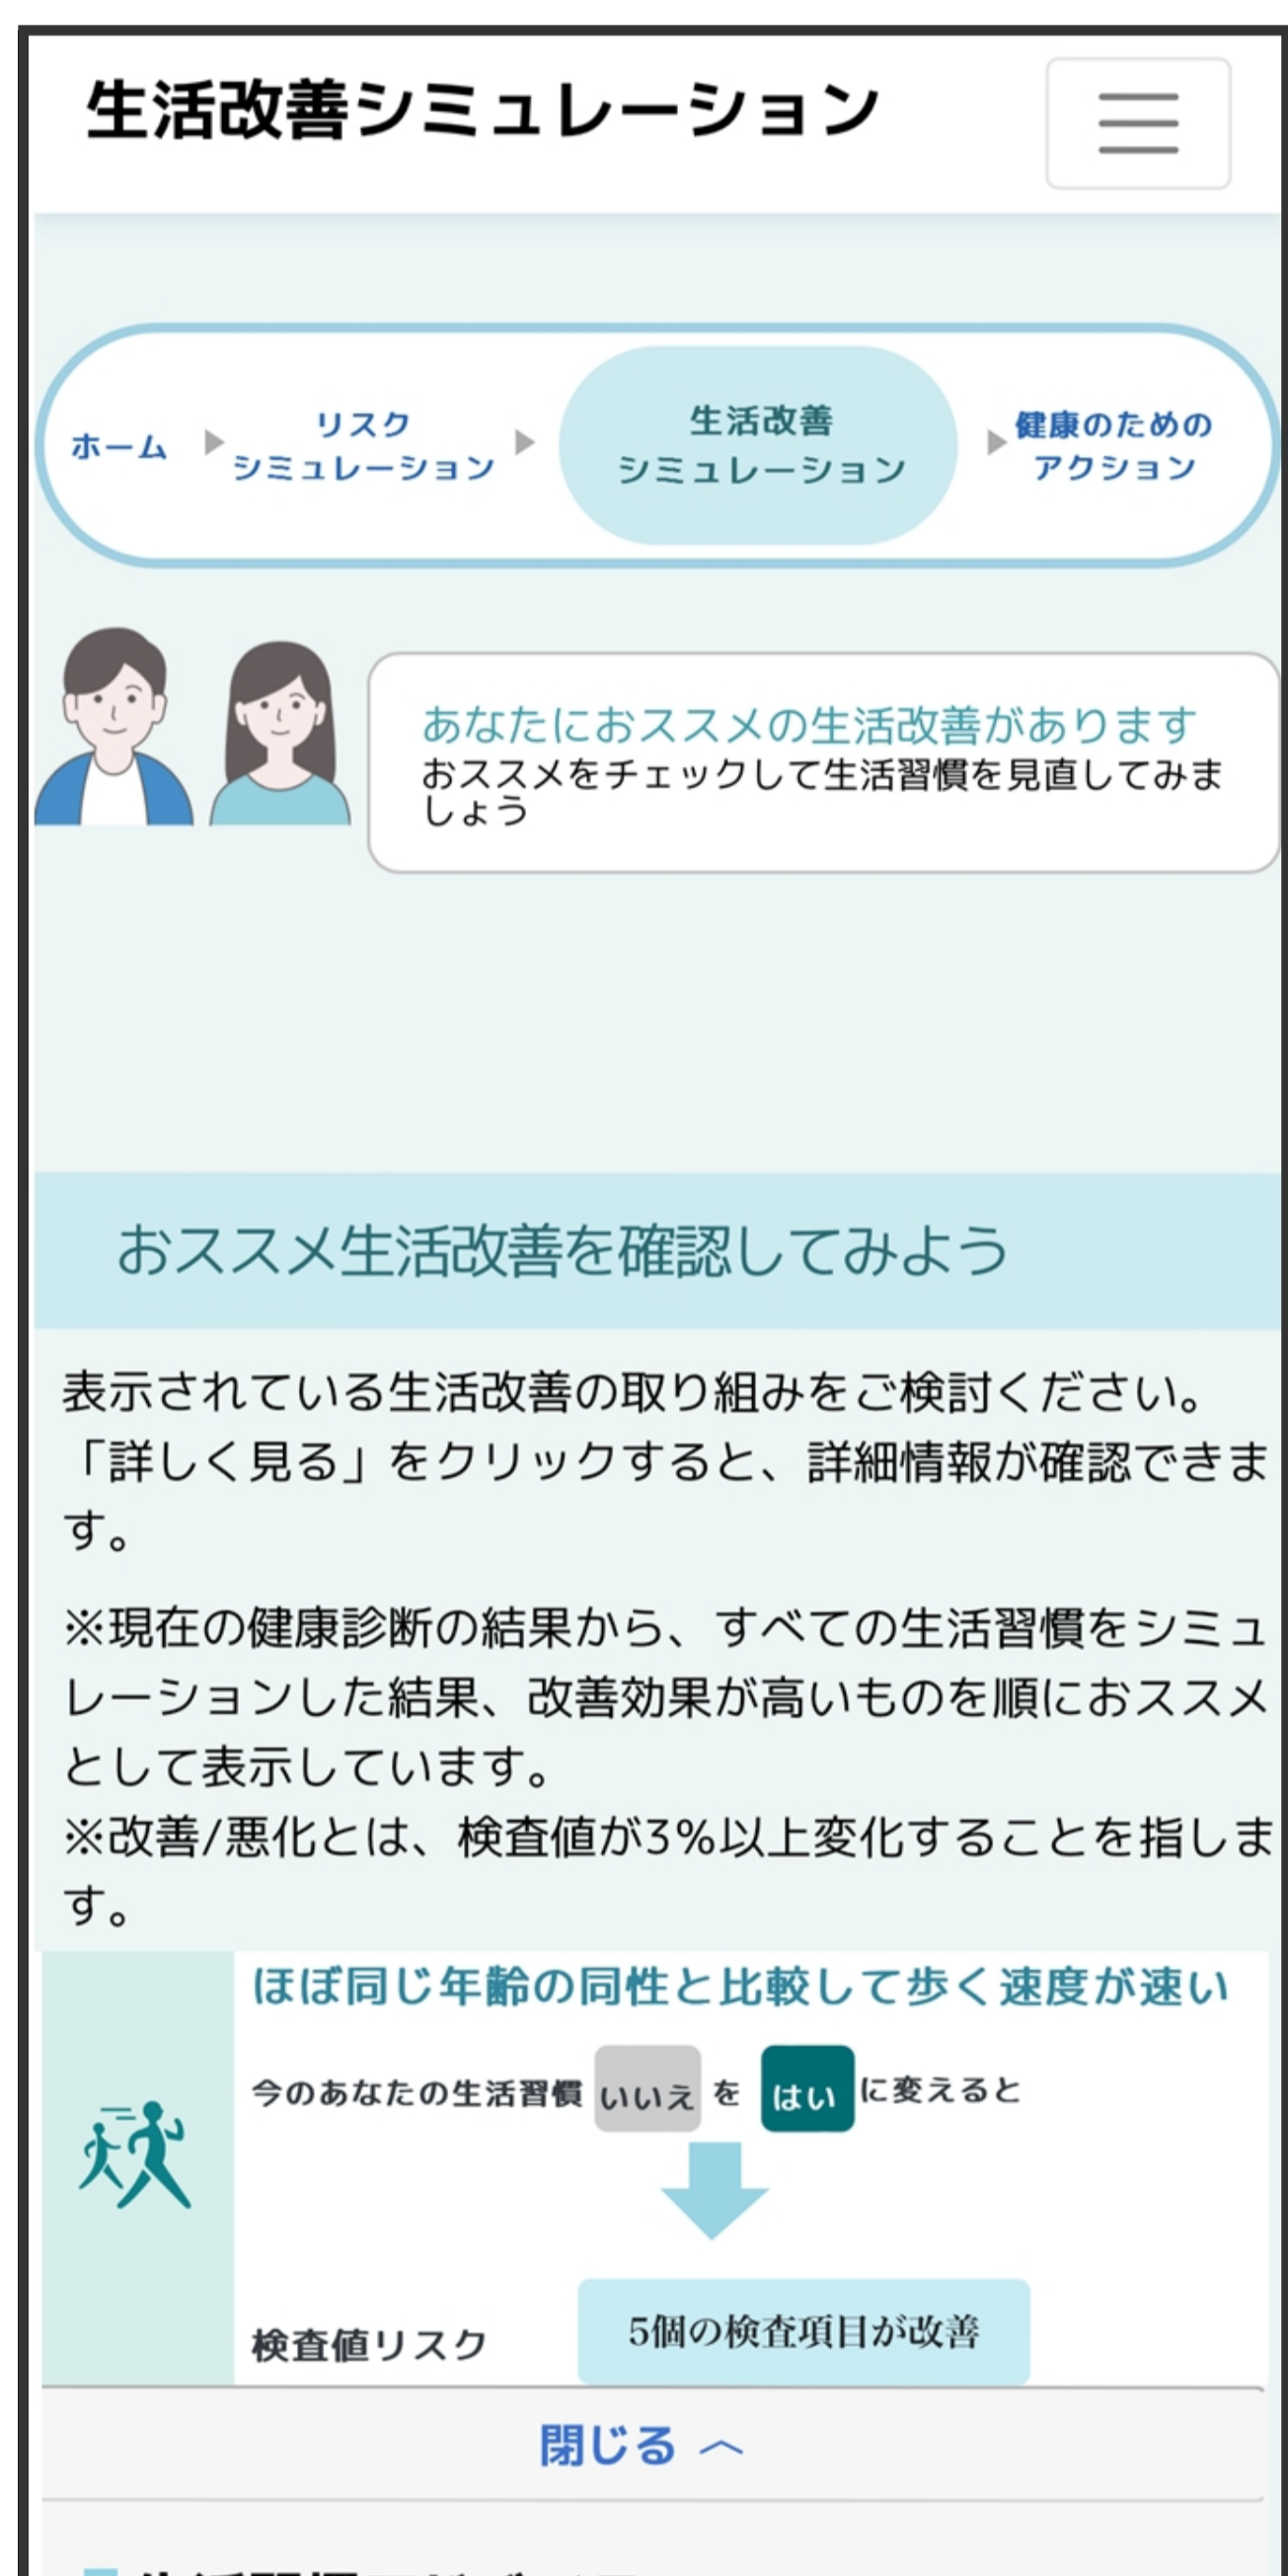 生活改善シミュレーション
ホーム
リスク
シミュレーション
生活改善
シミュレーション
健康のための
アクション
あなたにおススメの生活改善があります
おススメをチェックして生活習慣を見直してみま
しょう
おススメ生活改善を確認してみよう
表示されている生活改善の取り組みをご検討ください。
「詳しく見る」をクリックすると、詳細情報が確認できま
す。
※現在の健康診断の結果から、すべての生活習慣をシミュ
レーションした結果、改善効果が高いものを順におススメ
として表示しています。
※改善/悪化とは、検査値が3%以上変化することを指しま
す。
ほぼ同じ年齢の同性と比較して歩く速度が速い
今のあなたの生活習慣 いいえ を はい に変えると
検査値リスク 5個の検査項目が改善
閉じる